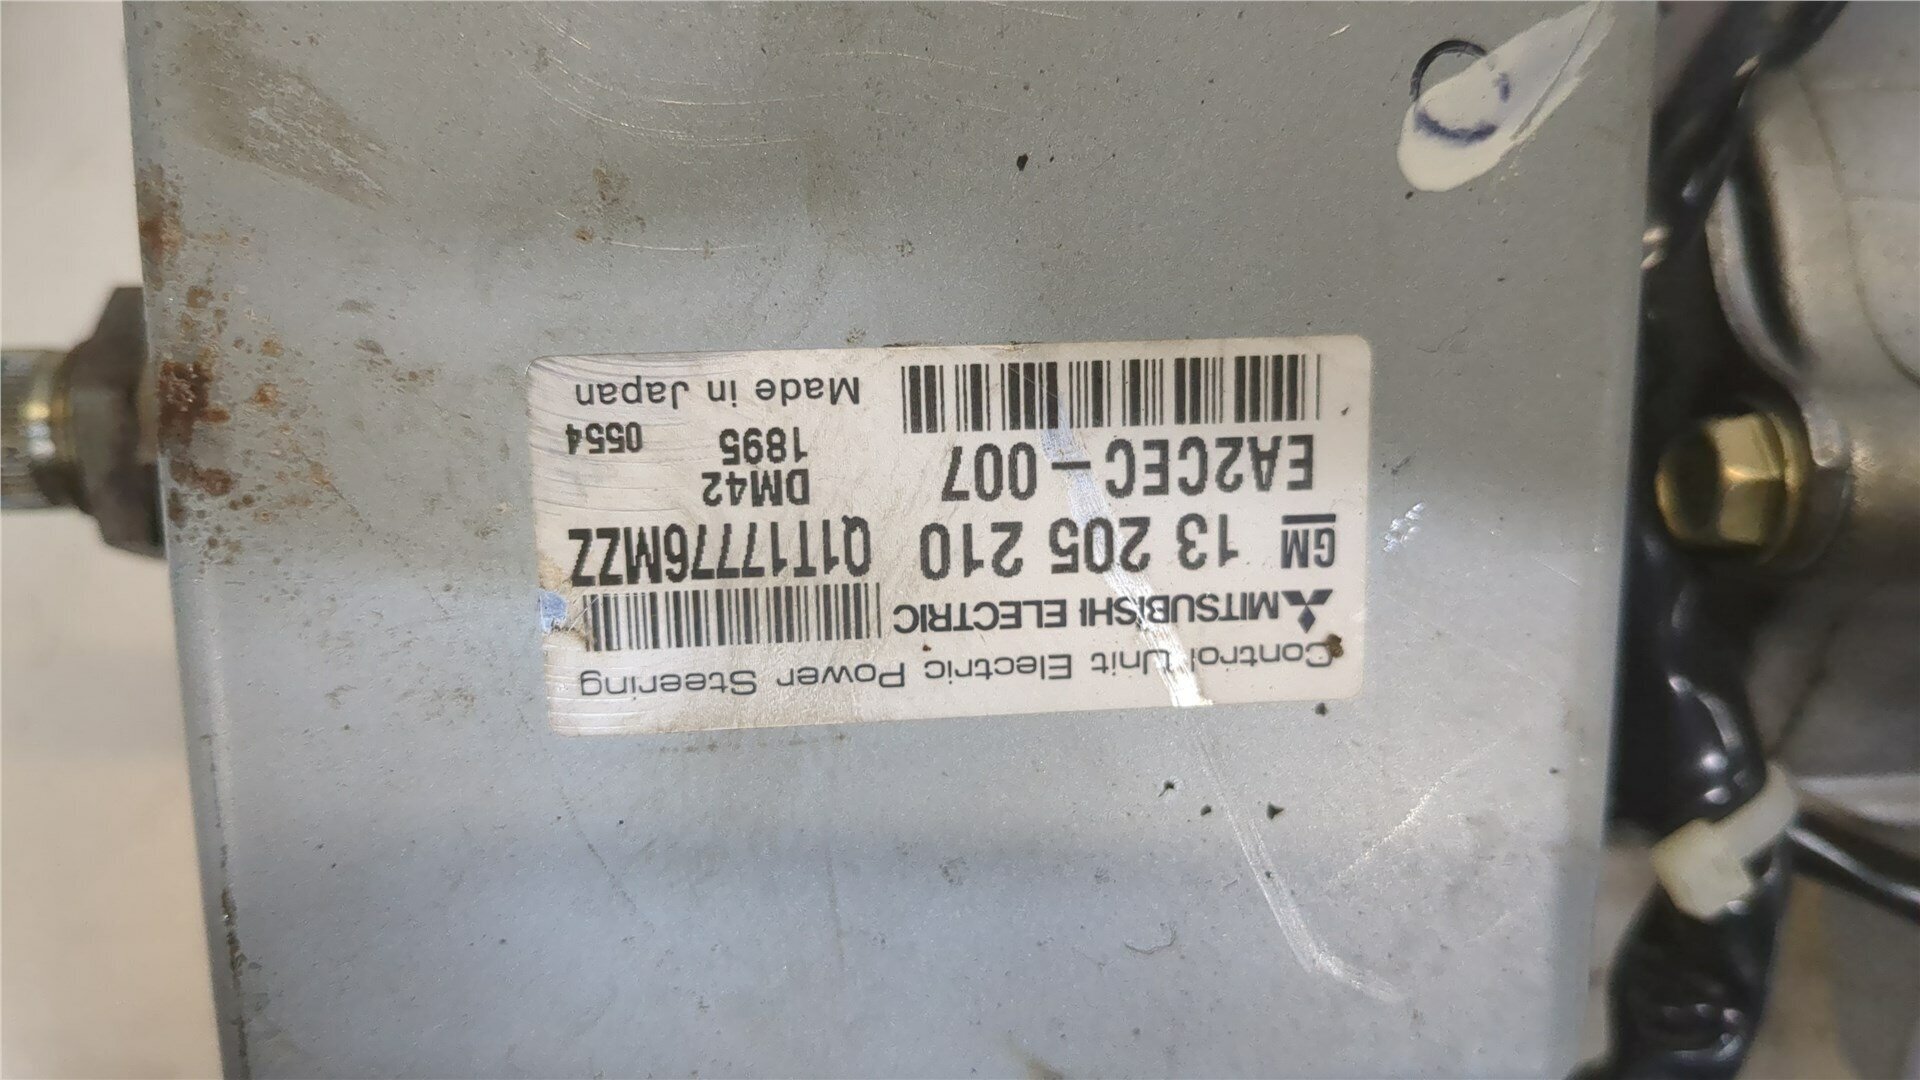 Control Unit Electric Power Steering
MITSUBISHI ELECTRIC
GM 13 205 210 Q1T17776MZZ
EA2CEC-007 DM42
1895 0554
Made in Japan